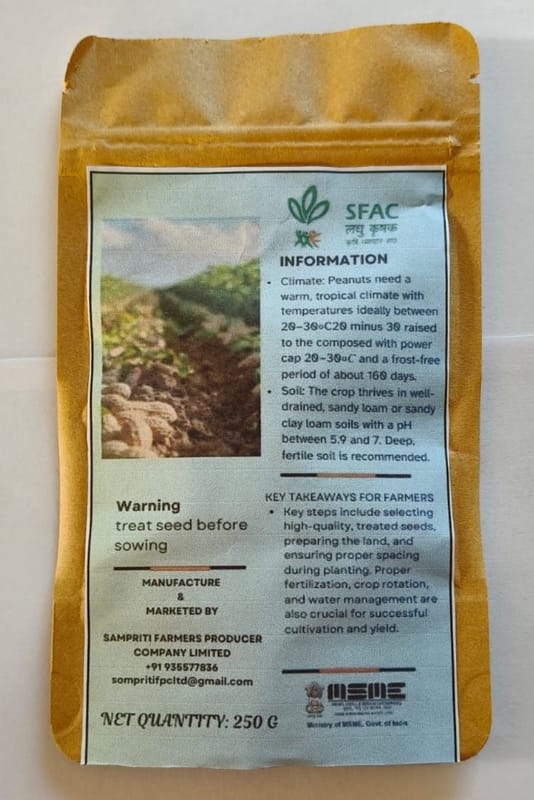 SFAC
लघु कृषक
कृषि व्यापार संघ
INFORMATION
• Climate: Peanuts need a
warm, tropical climate with
temperatures ideally between
20–30∘C20 minus 30 raised
to the composed with power
cap 20–30∘C and a frost-free
period of about 160 days.
• Soil: The crop thrives in well-
drained, sandy loam or sandy
clay loam soils with a pH
between 5.9 and 7. Deep,
fertile soil is recommended.
KEY TAKEAWAYS FOR FARMERS
• Key steps include selecting
high-quality, treated seeds,
preparing the land, and
ensuring proper spacing
during planting. Proper
fertilization, crop rotation,
and water management are
also crucial for successful
cultivation and yield.
Warning
treat seed before
sowing
MANUFACTURE
&
MARKETED BY
SAMPRITI FARMERS PRODUCER
COMPANY LIMITED
+91 935577836
sompritifpcltd@gmail.com
NET QUANTITY: 250 G
MSME
Ministry of MSME, Govt. of India